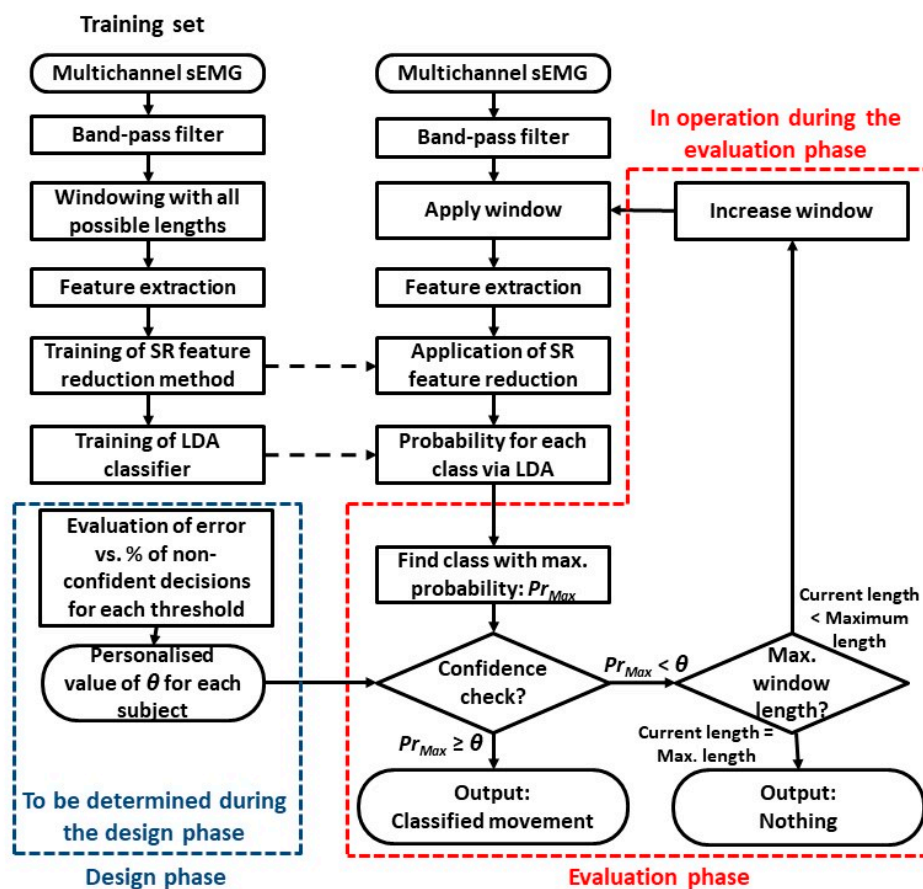 Training set
Multichannel sEMG
Band-pass filter
Windowing with all
possible lengths
Feature extraction
Training of SR feature
reduction method
Training of LDA
classifier
Evaluation of error
vs. % of non-
confident decisions
for each threshold
Personalised
value of θ for each
subject
To be determined during
the design phase
Design phase
Multichannel sEMG
Band-pass filter
Apply window
Feature extraction
Application of SR
feature reduction
Probability for each
class via LDA
Find class with max.
probability: PrMax
Confidence
check?
PrMax ≥ θ
Output:
Classified movement
PrMax < θ
In operation during the
evaluation phase
Increase window
Current length
< Maximum
length
Max.
window
length?
Current length =
Max. length
Output:
Nothing
Evaluation phase